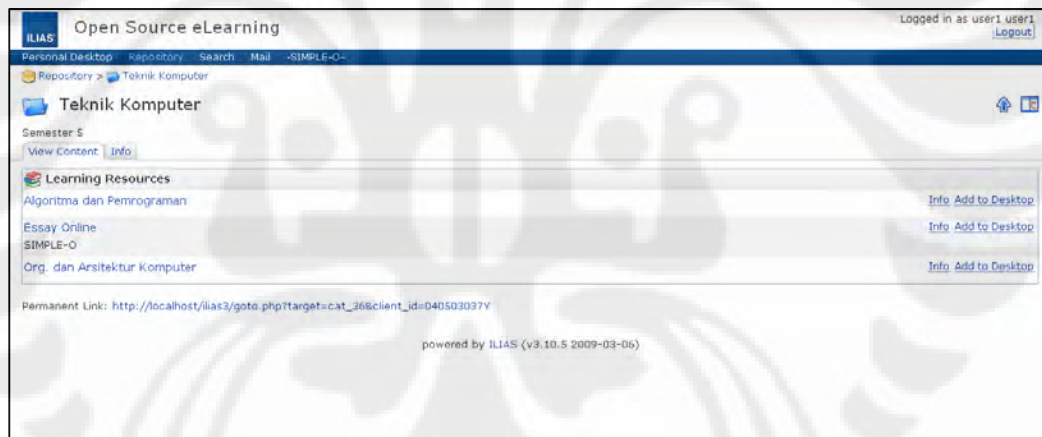 ILIAS Open Source eLearning
Logged in as user1 user1
Logout
Personal Desktop Repository Search Mail -SIMPLE-O-
Repository > Teknik Komputer
Teknik Komputer
Semester 5
View Content Info
Learning Resources
Algoritma dan Pemrograman Info Add to Desktop
Essay Online Info Add to Desktop
SIMPLE-O
Org. dan Arsitektur Komputer Info Add to Desktop
Permanent Link: http://localhost/ilias3/goto.php?target=cat_36&client_id=040503037Y
powered by ILIAS (v3.10.5 2009-03-06)